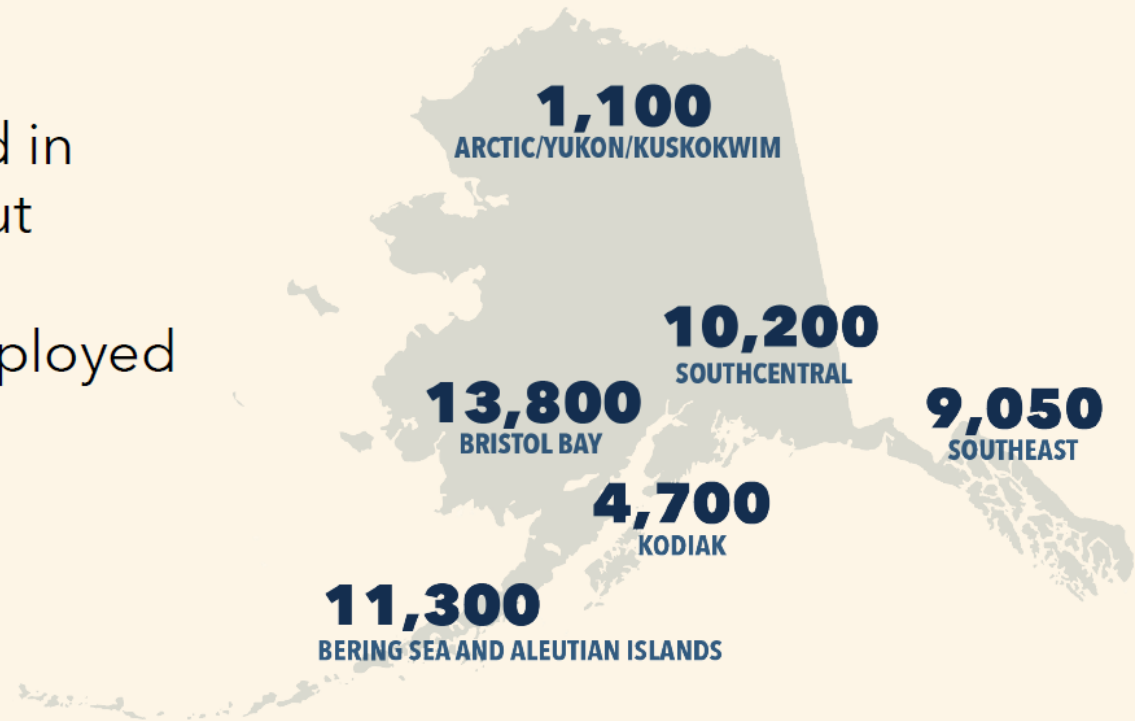 d in
ut
ployed
1,100
ARCTIC/YUKON/KUSKOKWIM
10,200
SOUTHCENTRAL
13,800
BRISTOL BAY
9,050
SOUTHEAST
4,700
KODIAK
11,300
BERING SEA AND ALEUTIAN ISLANDS